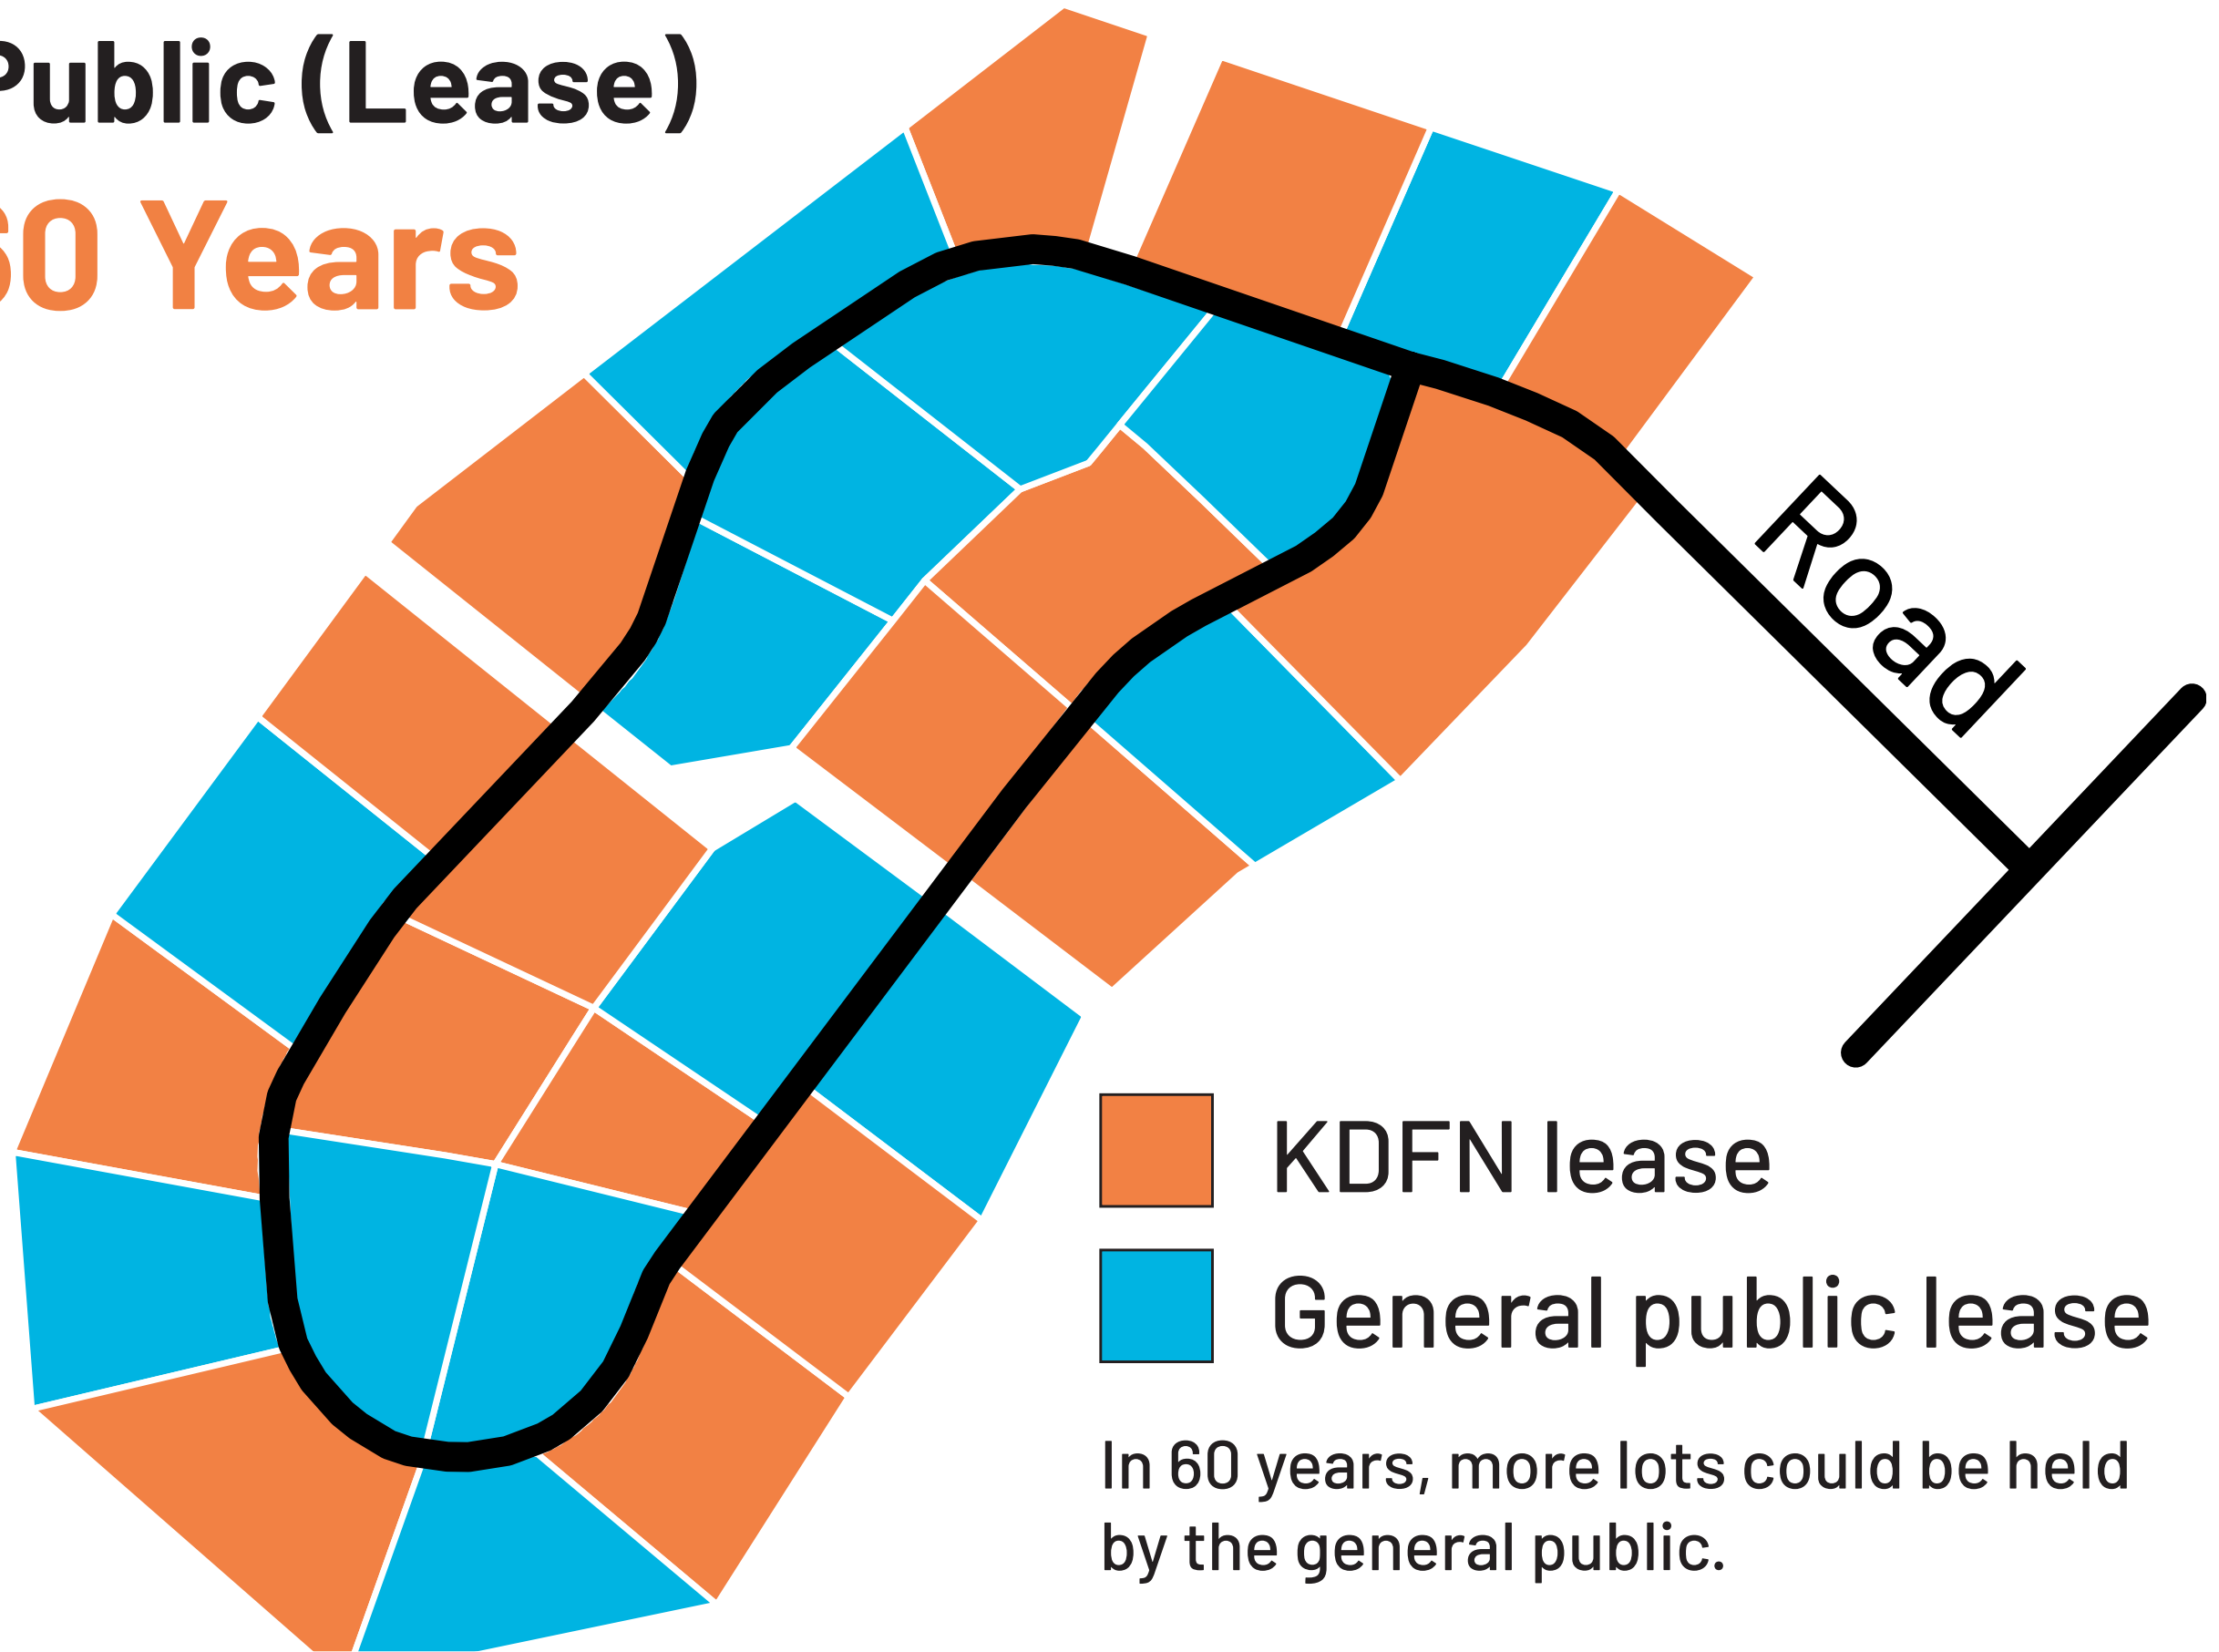 Public (Lease)
0 Years
Road
KDFN lease
General public lease
In 60 years, more lots could be held
by the general public.